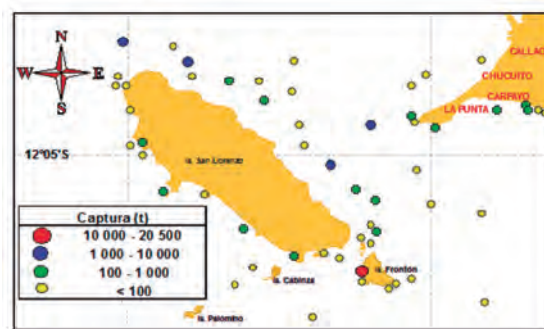 N
W E
S
CALLAO
CHUCUITO
CARPAYO
LA PUNTA
12°05'S
Is. San Lorenzo
Captura (t)
10 000 - 20 500
1 000 - 10 000
100 - 1 000
< 100
Is. Fronton
Is. Cabinza
Is. Palomino